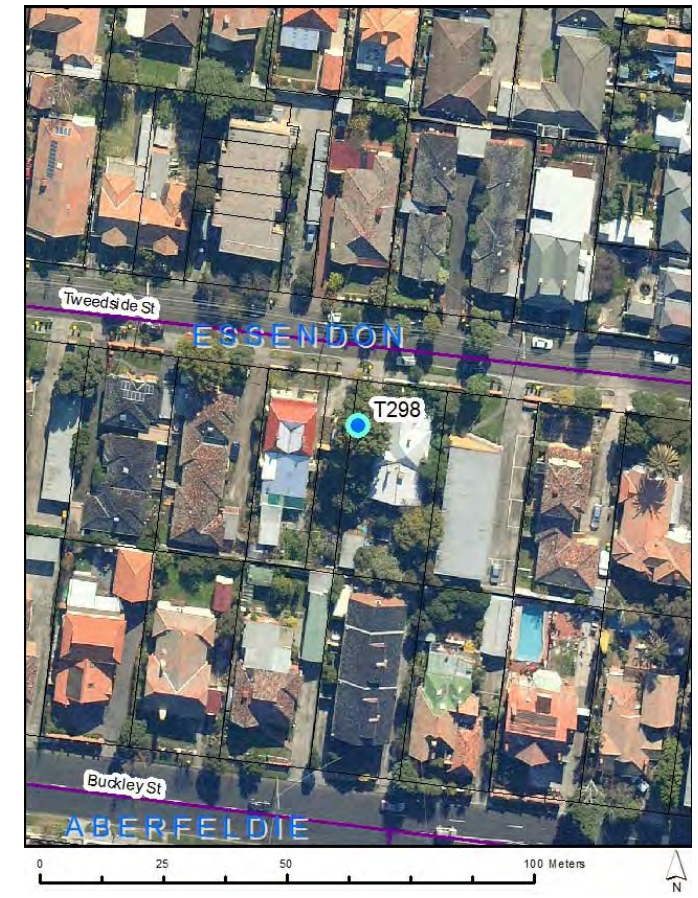 Tweedside St
ESSENDON
T298
Buckley St
ABERFELDIE
0 25 50 100 Meters
N